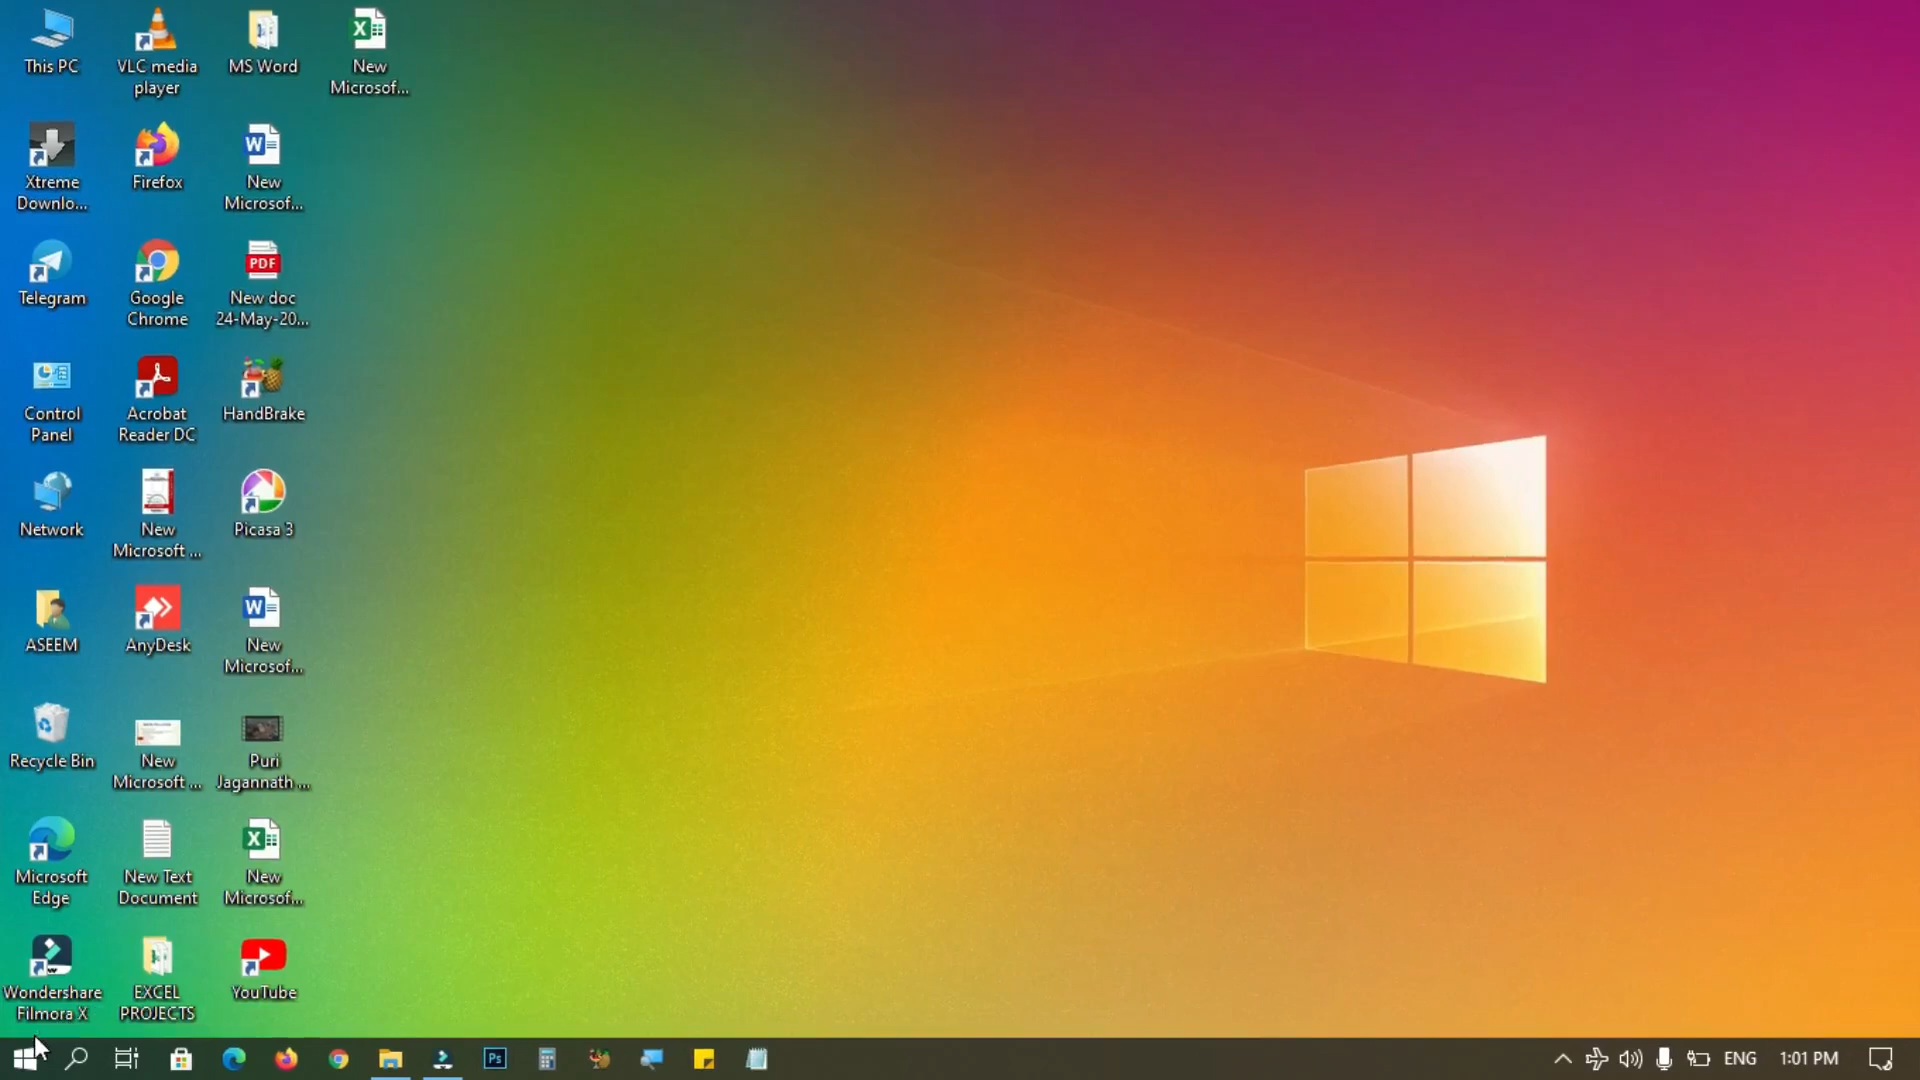 This PC
VLC media
player
MS Word
New
Microsof...
Xtreme
Downlo...
Firefox
New
Microsof...
Telegram
Google
Chrome
PDF
New doc
24-May-20...
Control
Panel
Acrobat
Reader DC
HandBrake
Network
New
Microsoft ...
Picasa 3
ASEEM
AnyDesk
New
Microsof...
Recycle Bin
New
Microsoft ...
Puri
Jagannath ...
Microsoft
Edge
New Text
Document
New
Microsof...
Wondershare
Filmora X
EXCEL
PROJECTS
YouTube
Ps
ENG
1:01 PM